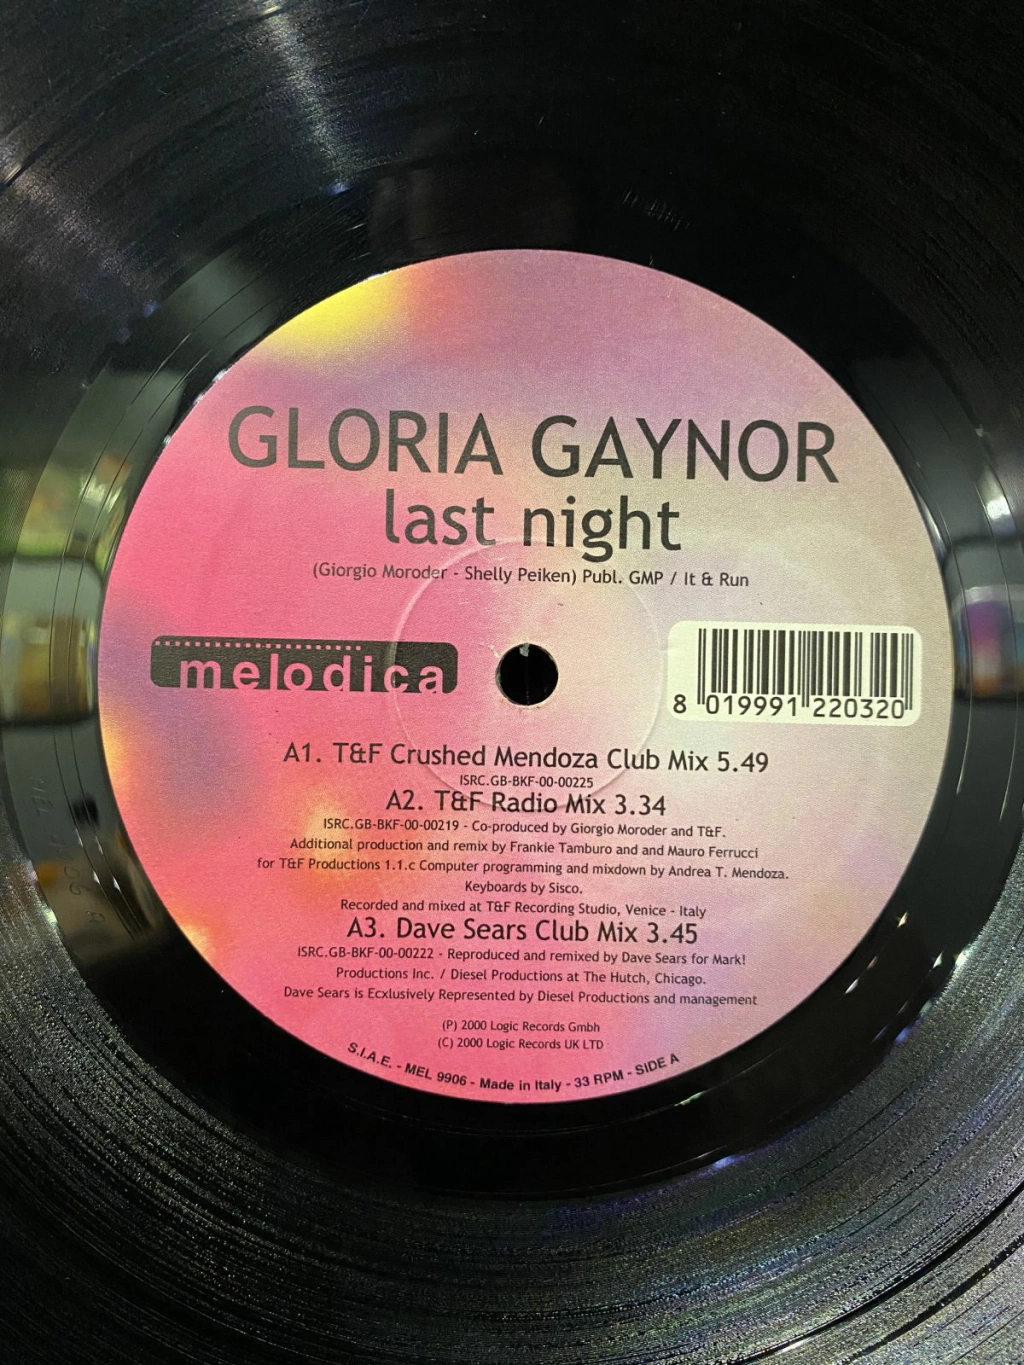 GLORIA GAYNOR
last night
(Giorgio Moroder - Shelly Peiken) Publ. GMP / It & Run
melodica
8 019991 220320
A1. T&F Crushed Mendoza Club Mix 5.49
ISRC.GB-BKF-00-00225
A2. T&F Radio Mix 3.34
ISRC.GB-BKF-00-00219 - Co-produced by Giorgio Moroder and T&F.
Additional production and remix by Frankie Tamburo and and Mauro Ferrucci
for T&F Productions 1.1.c Computer programming and mixdown by Andrea T. Mendoza.
Keyboards by Sisco.
Recorded and mixed at T&F Recording Studio, Venice - Italy
A3. Dave Sears Club Mix 3.45
ISRC.GB-BKF-00-00222 - Reproduced and remixed by Dave Sears for Mark!
Productions Inc. / Diesel Productions at The Hutch, Chicago.
Dave Sears is Ecxlusively Represented by Diesel Productions and management
(P) 2000 Logic Records Gmbh
(C) 2000 Logic Records UK LTD
S.I.A.E. - MEL 9906 - Made in Italy - 33 RPM - SIDE A